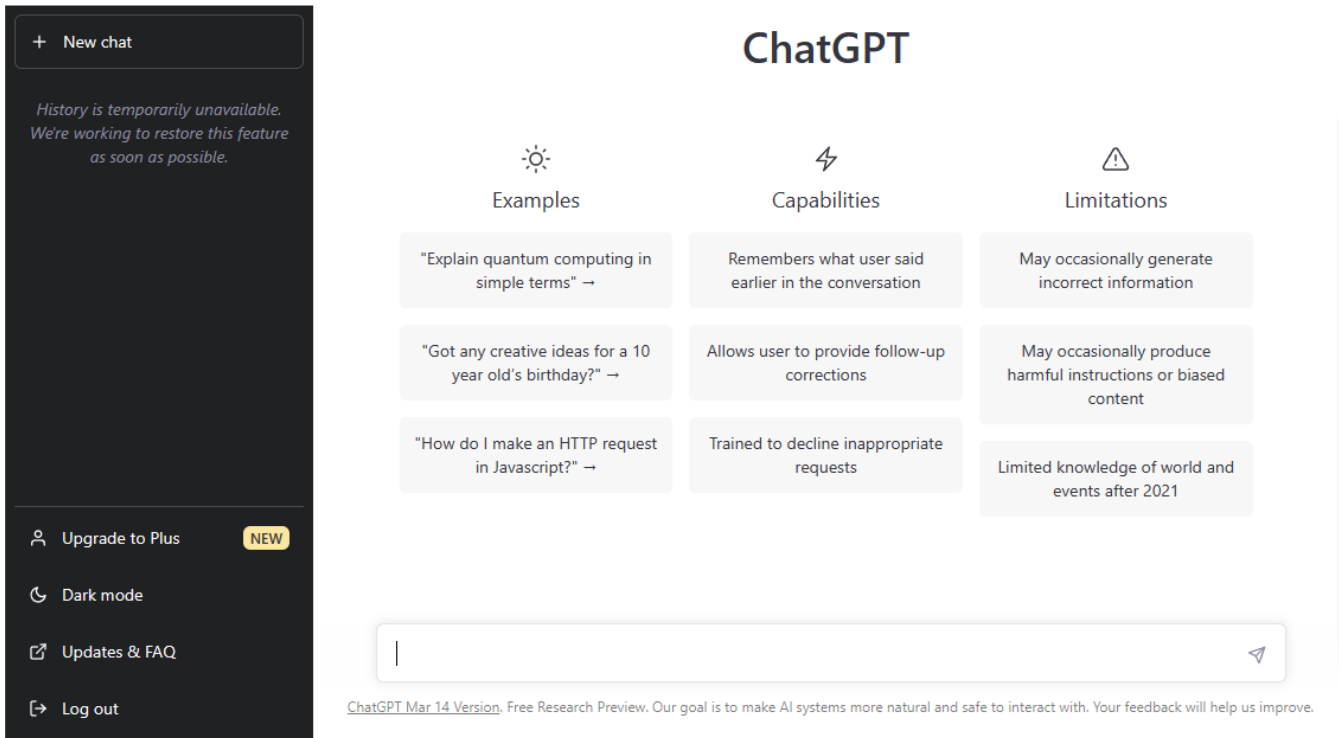 + New chat
History is temporarily unavailable.
We're working to restore this feature
as soon as possible.
Upgrade to Plus NEW
Dark mode
Updates & FAQ
Log out
ChatGPT
Examples
"Explain quantum computing in
simple terms" →
"Got any creative ideas for a 10
year old's birthday?" →
"How do I make an HTTP request
in Javascript?" →
Capabilities
Remembers what user said
earlier in the conversation
Allows user to provide follow-up
corrections
Trained to decline inappropriate
requests
Limitations
May occasionally generate
incorrect information
May occasionally produce
harmful instructions or biased
content
Limited knowledge of world and
events after 2021
ChatGPT Mar 14 Version. Free Research Preview. Our goal is to make AI systems more natural and safe to interact with. Your feedback will help us improve.